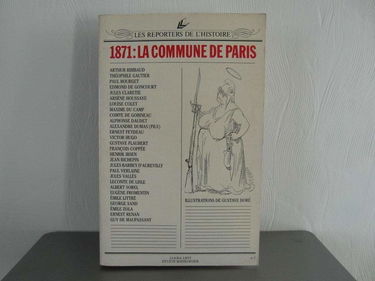 LES REPORTERS DE L'HISTOIRE
1871: LA COMMUNE DE PARIS
ARTHUR RIMBAUD
THÉOPHILE GAUTIER
PAUL BOURGET
EDMOND DE GONCOURT
JULES CLARETIE
ARSÈNE HOUSSAYE
LOUISE COLET
MAXIME DU CAMP
COMTE DE GOBINEAU
ALPHONSE DAUDET
ALEXANDRE DUMAS (FILS)
ERNEST FEYDEAU
VICTOR HUGO
GUSTAVE FLAUBERT
FRANÇOIS COPPÉE
HENRIK IBSEN
JEAN RICHEPIN
JULES BARBEY D'AUREVILLY
PAUL VERLAINE
JULES VALLÈS
LECONTE DE LISLE
ALBERT SOREL
EUGÈNE FROMENTIN
ÉMILE LITTRÉ
GEORGE SAND
ÉMILE ZOLA
ERNEST RENAN
GUY DE MAUPASSANT
ILLUSTRATIONS DE GUSTAVE DORÉ